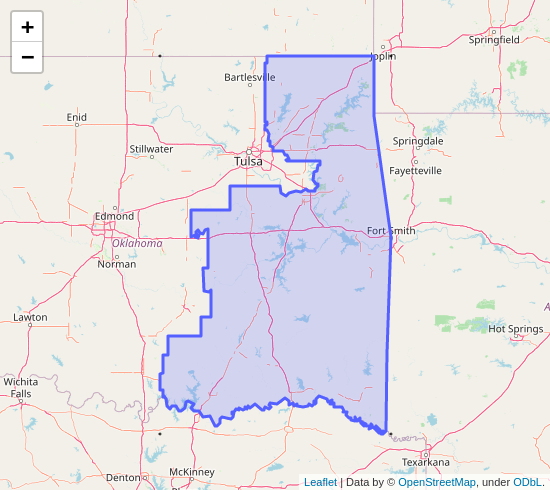 +
−
Springfield
Joplin
Bartlesville
Enid
Stillwater
Springdale
Tulsa
Fayetteville
Edmond
Oklahoma
Fort Smith
Norman
Lawton
Hot Springs
Wichita
Falls
Texarkana
McKinney
Denton
Leaflet | Data by © OpenStreetMap, under ODbL.